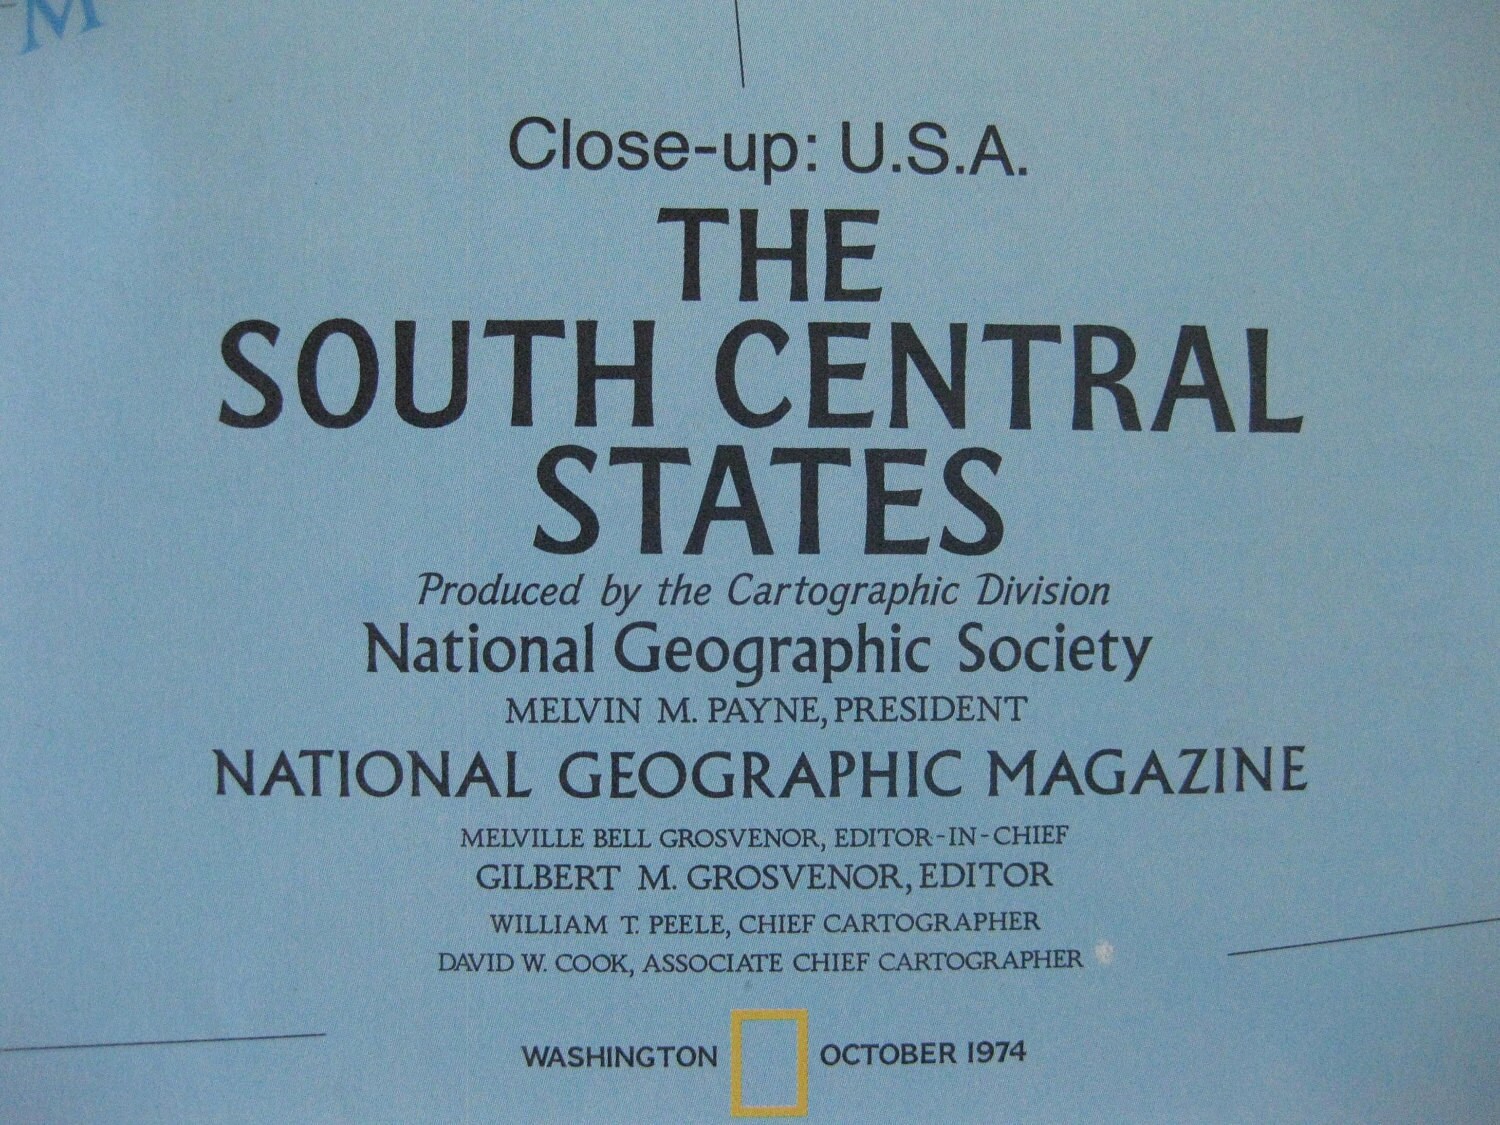 M
Close-up: U.S.A.
THE
SOUTH CENTRAL
STATES
Produced by the Cartographic Division
National Geographic Society
MELVIN M. PAYNE, PRESIDENT
NATIONAL GEOGRAPHIC MAGAZINE
MELVILLE BELL GROSVENOR, EDITOR-IN-CHIEF
GILBERT M. GROSVENOR, EDITOR
WILLIAM T. PEELE, CHIEF CARTOGRAPHER
DAVID W. COOK, ASSOCIATE CHIEF CARTOGRAPHER
WASHINGTON OCTOBER 1974